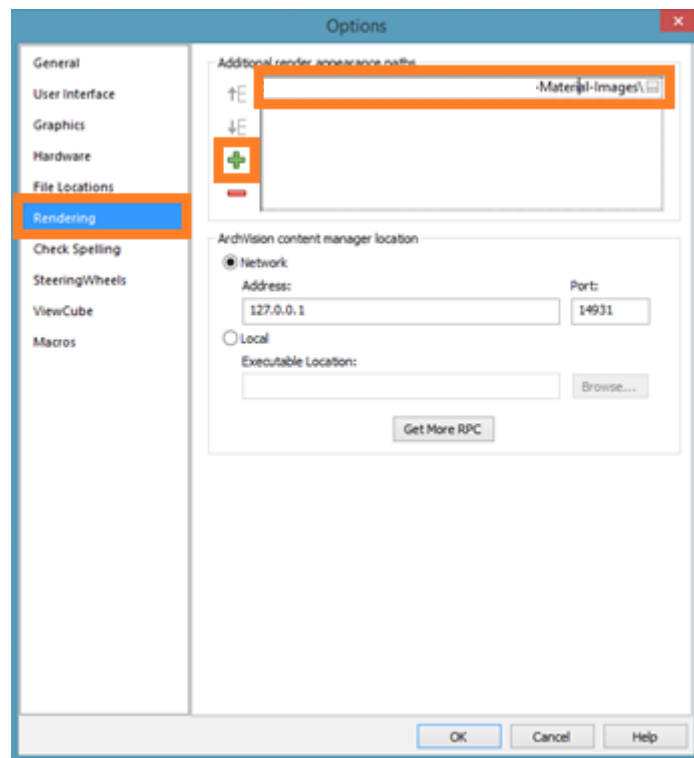 Options
General
User Interface
Graphics
Hardware
File Locations
Rendering
Check Spelling
SteeringWheels
ViewCube
Macros
Additional render appearance paths
-Material-Images\
ArchVision content manager location
Network
Address:
Port:
127.0.0.1
14931
Local
Executable Location:
Browse...
Get More RPC
OK
Cancel
Help